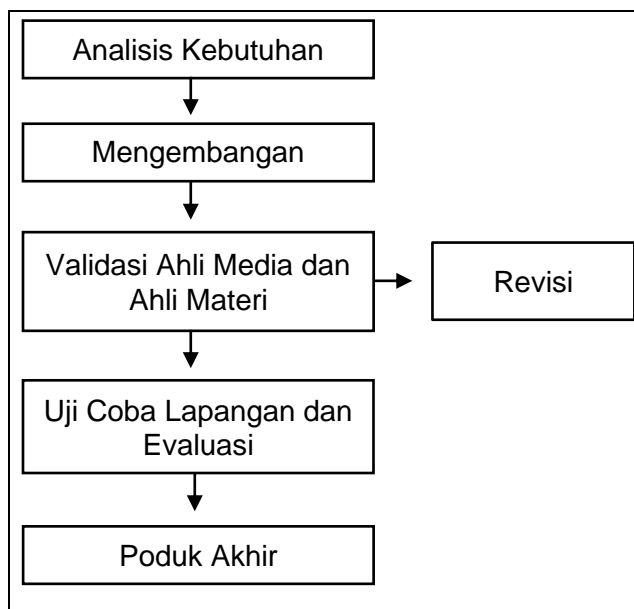 Analisis Kebutuhan
Mengembangan
Validasi Ahli Media dan
Ahli Materi
Revisi
Uji Coba Lapangan dan
Evaluasi
Poduk Akhir